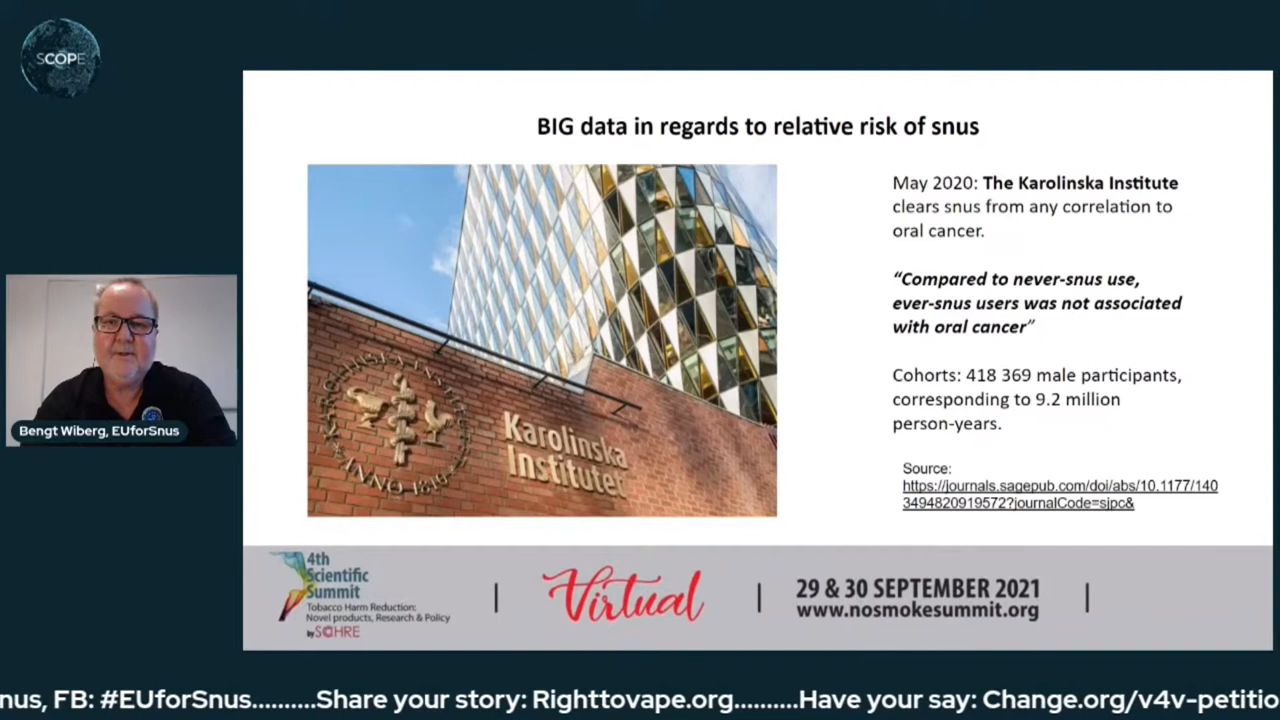 SCOPE
BIG data in regards to relative risk of snus
May 2020: The Karolinska Institute
clears snus from any correlation to
oral cancer.
“Compared to never-snus use,
ever-snus users was not associated
with oral cancer”
Cohorts: 418 369 male participants,
corresponding to 9.2 million
person-years.
Source:
https://journals.sagepub.com/doi/abs/10.1177/140
3494820919572?journalCode=sjpc&
Karolinska
Institutet
ANNO 1810
Bengt Wiberg, EUforSnus
4th
Scientific
Summit
Tobacco Harm Reduction:
Novel products, Research & Policy
by SCOHRE
Virtual
29 & 30 SEPTEMBER 2021
www.nosmokesummit.org
nus, FB: #EUforSnus..........Share your story: Righttovape.org..........Have your say: Change.org/v4v-petitio